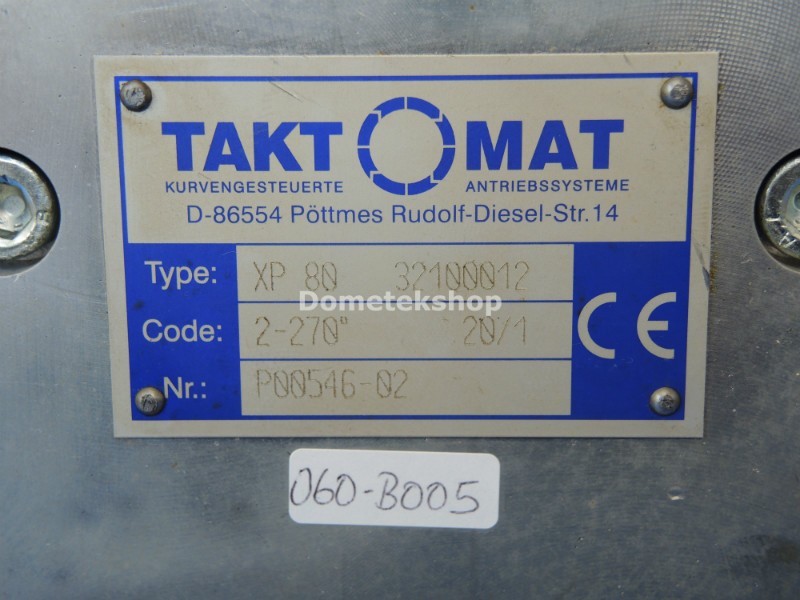 TAKT MAT
KURVENGESTEUERTE ANTRIEBSSYSTEME
D-86554 Pöttmes Rudolf-Diesel-Str.14
Type: XP 80 32100012
Dometekshop
Code: 2-270° 20/1 CE
Nr.: P00546-02
060-B005